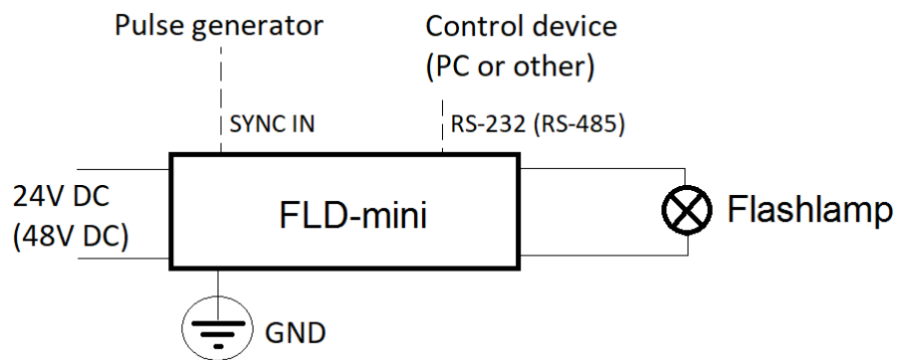 Pulse generator
Control device
(PC or other)
SYNC IN
RS-232 (RS-485)
24V DC
(48V DC)
FLD-mini
Flashlamp
GND